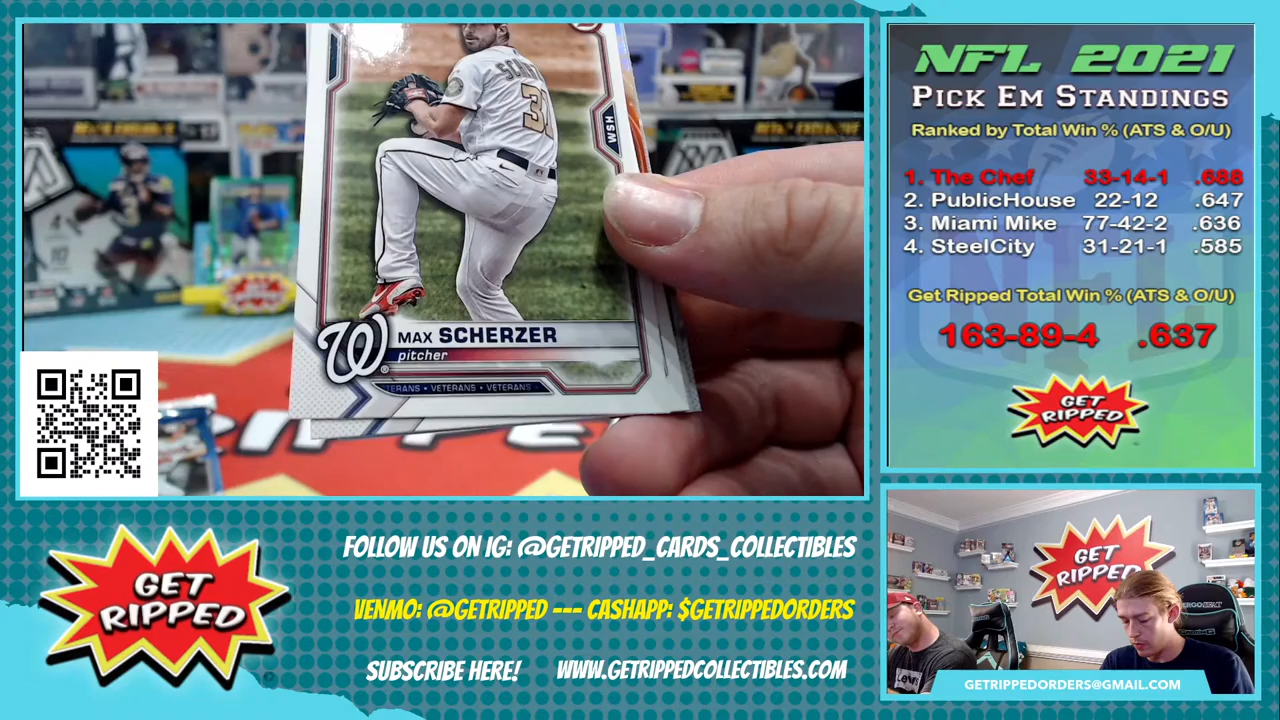 WSH
31
MAX SCHERZER
pitcher
VETERANS • VETERANS
GET
RIPPED
FOLLOW US ON IG: @GETRIPPED_CARDS_COLLECTIBLES
VENMO: @GETRIPPED --- CASHAPP: $GETRIPPEDORDERS
SUBSCRIBE HERE! WWW.GETRIPPEDCOLLECTIBLES.COM
NFL 2021
PICK EM STANDINGS
Ranked by Total Win % (ATS & O/U)
1. The Chef 33-14-1 .688
2. PublicHouse 22-12 .647
3. Miami Mike 77-42-2 .636
4. SteelCity 31-21-1 .585
Get Ripped Total Win % (ATS & O/U)
163-89-4 .637
GET
RIPPED
GET
RIPPED
GETRIPPEDORDERS@GMAIL.COM